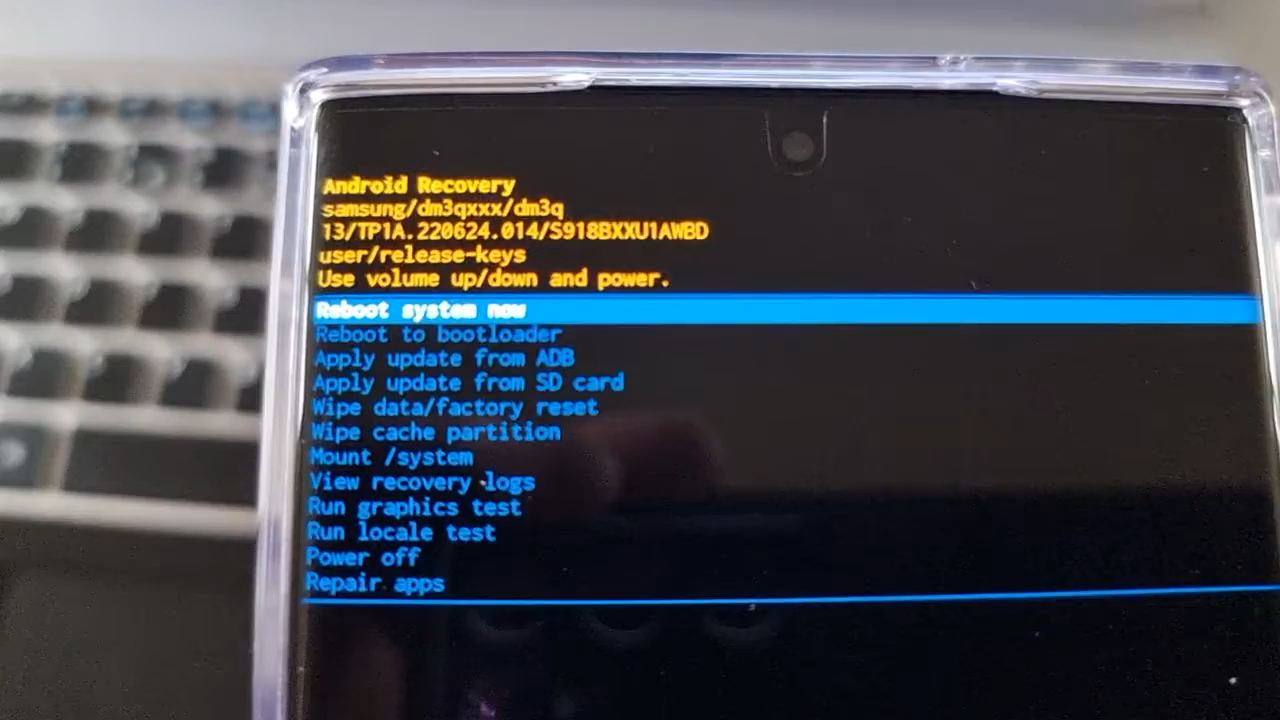 Android Recovery
samsung/dm3qxxx/dm3q
13/TP1A.220624.014/S918BXXU1AWBD
user/release-keys
Use volume up/down and power.
Reboot system now
Reboot to bootloader
Apply update from ADB
Apply update from SD card
Wipe data/factory reset
Wipe cache partition
Mount /system
View recovery logs
Run graphics test
Run locale test
Power off
Repair apps